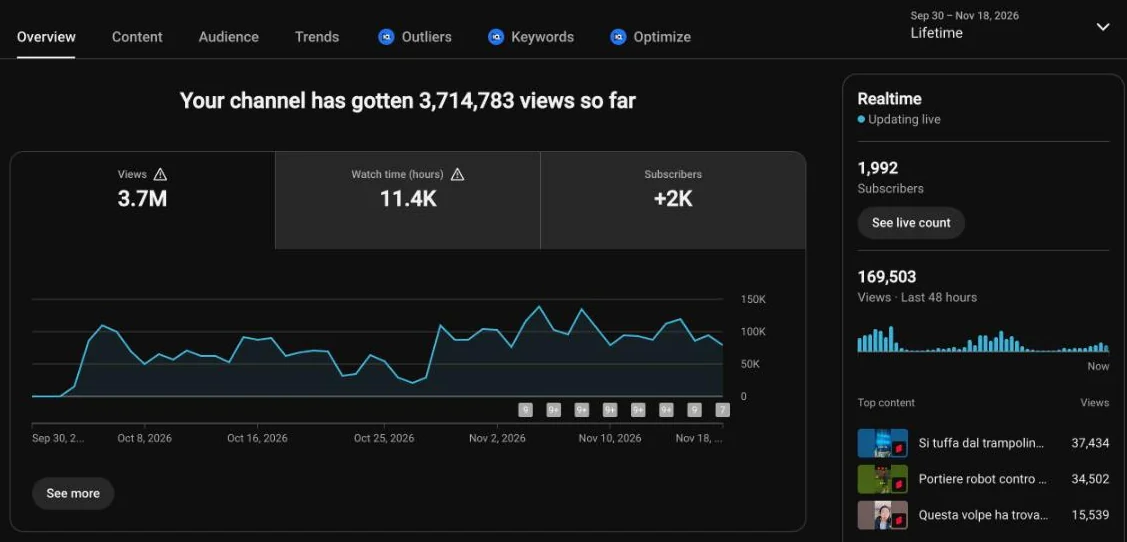 Overview Content Audience Trends Outliers Keywords Optimize
Sep 30 – Nov 18, 2026
Lifetime
Your channel has gotten 3,714,783 views so far
Views
3.7M
Watch time (hours)
11.4K
Subscribers
+2K
150K
100K
50K
0
9 9+ 9+ 9+ 9+ 9+ 9 7
Sep 30, 2... Oct 8, 2026 Oct 16, 2026 Oct 25, 2026 Nov 2, 2026 Nov 10, 2026 Nov 18, ...
See more
Realtime
Updating live
1,992
Subscribers
See live count
169,503
Views · Last 48 hours
Now
Top content Views
Si tuffa dal trampolin... 37,434
Portiere robot contro ... 34,502
Questa volpe ha trova... 15,539